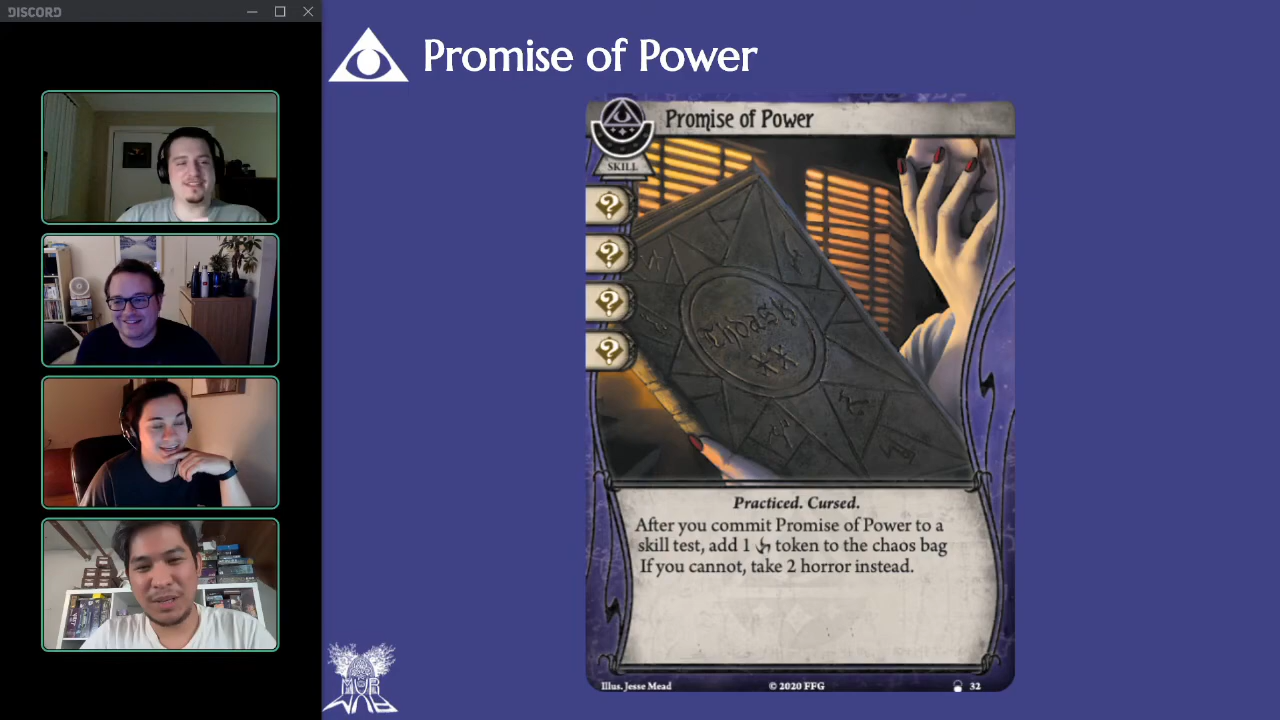 DISCORD
Promise of Power
Promise of Power
SKILL
Practiced. Cursed.
After you commit Promise of Power to a
skill test, add 1 token to the chaos bag
If you cannot, take 2 horror instead.
Illus. Jesse Mead
© 2020 FFG
32